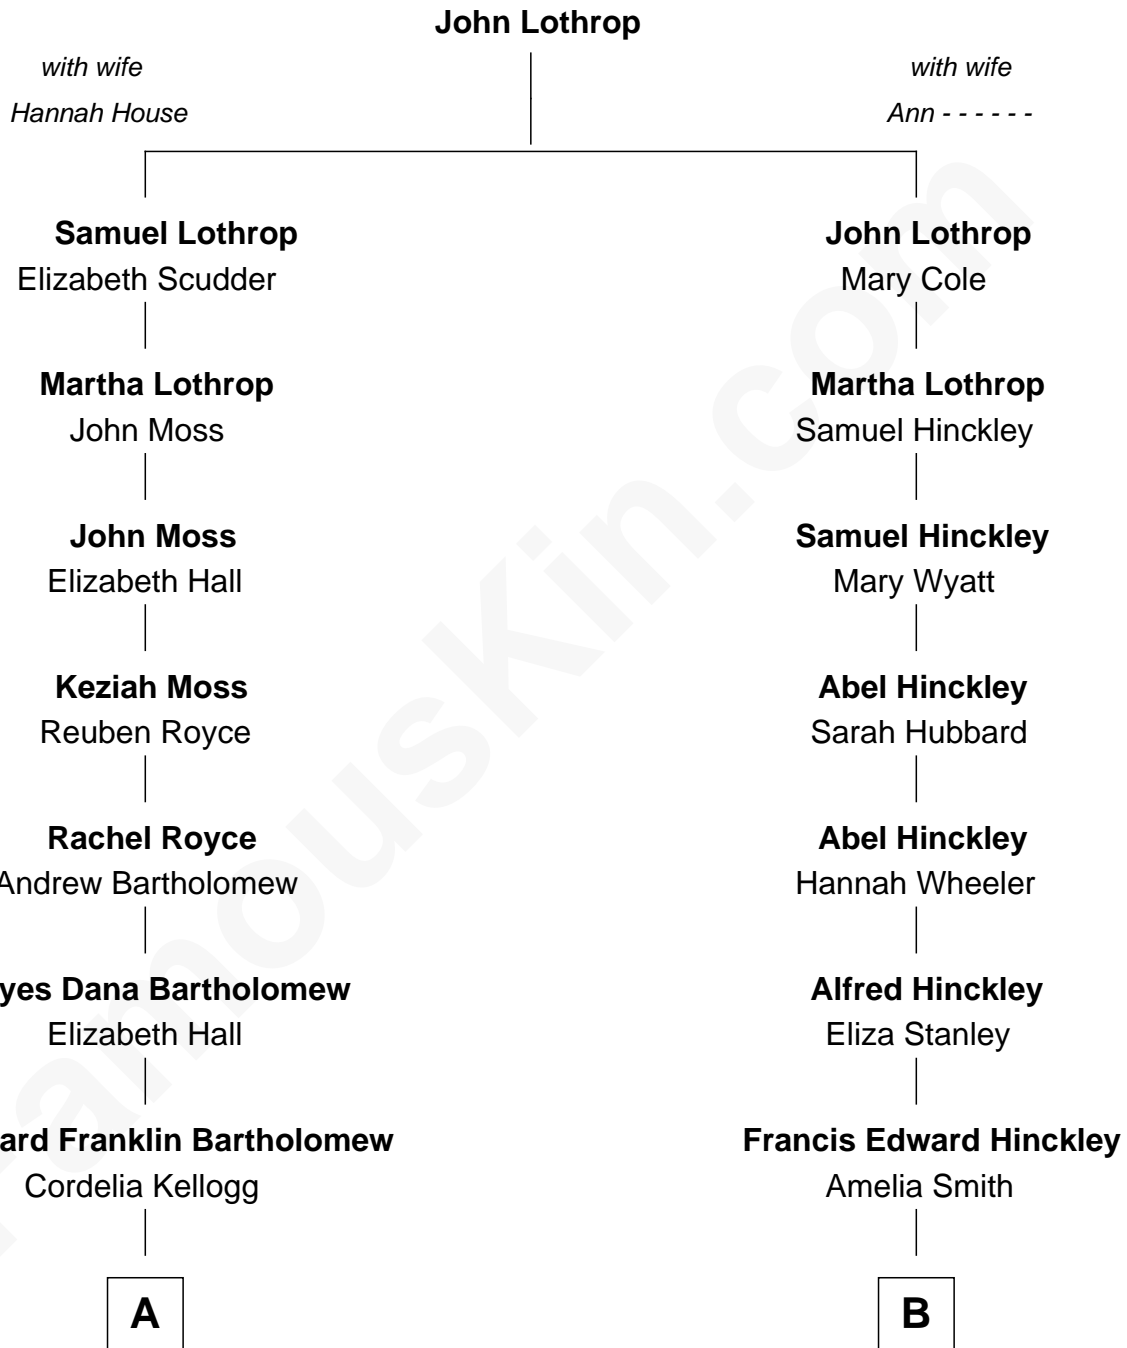 John Lothrop
with wife
with wife
Hannah House
Ann - - - - - -
Samuel Lothrop
John Lothrop
Elizabeth Scudder
Mary Cole
Martha Lothrop
Martha Lothrop
John Moss
Samuel Hinckley
John Moss
Samuel Hinckley
Elizabeth Hall
Mary Wyatt
Keziah Moss
Abel Hinckley
Reuben Royce
Sarah Hubbard
Rachel Royce
Abel Hinckley
Andrew Bartholomew
Hannah Wheeler
yes Dana Bartholomew
Alfred Hinckley
Elizabeth Hall
Eliza Stanley
ard Franklin Bartholomew
Francis Edward Hinckley
Cordelia Kellogg
Amelia Smith
A
B
FamousKin.com